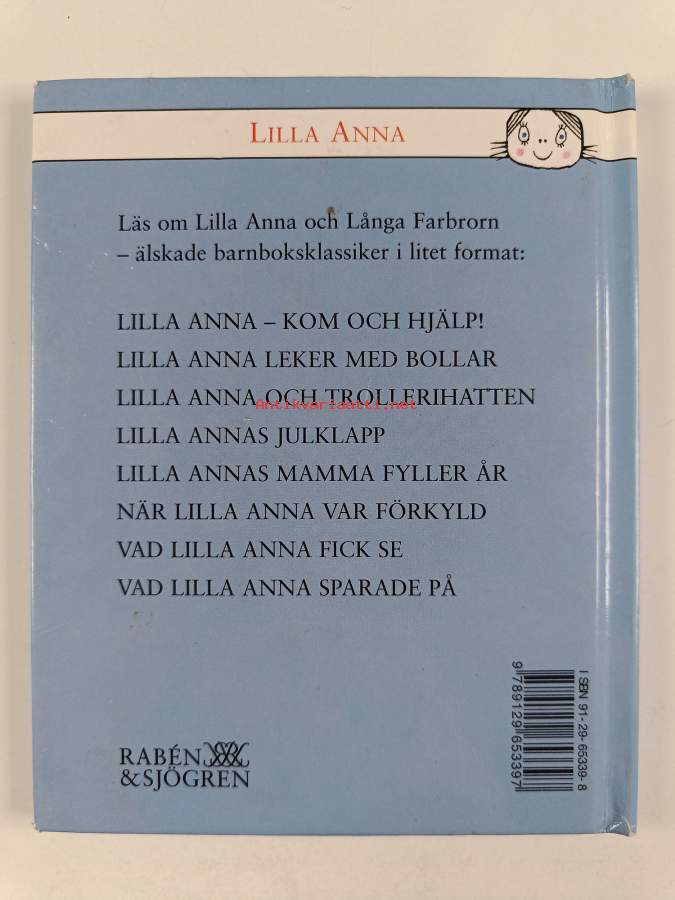 LILLA ANNA
Läs om Lilla Anna och Långa Farbrorn
– älskade barnboksklassiker i litet format:
LILLA ANNA – KOM OCH HJÄLP!
LILLA ANNA LEKER MED BOLLAR
LILLA ANNA OCH TROLLERIHATTEN
Antikvariaatti.net
LILLA ANNAS JULKLAPP
LILLA ANNAS MAMMA FYLLER ÅR
NÄR LILLA ANNA VAR FÖRKYLD
VAD LILLA ANNA FICK SE
VAD LILLA ANNA SPARADE PÅ
ISBN 91-29-65339-8
9 789129 653397
RABÉN
&SJÖGREN